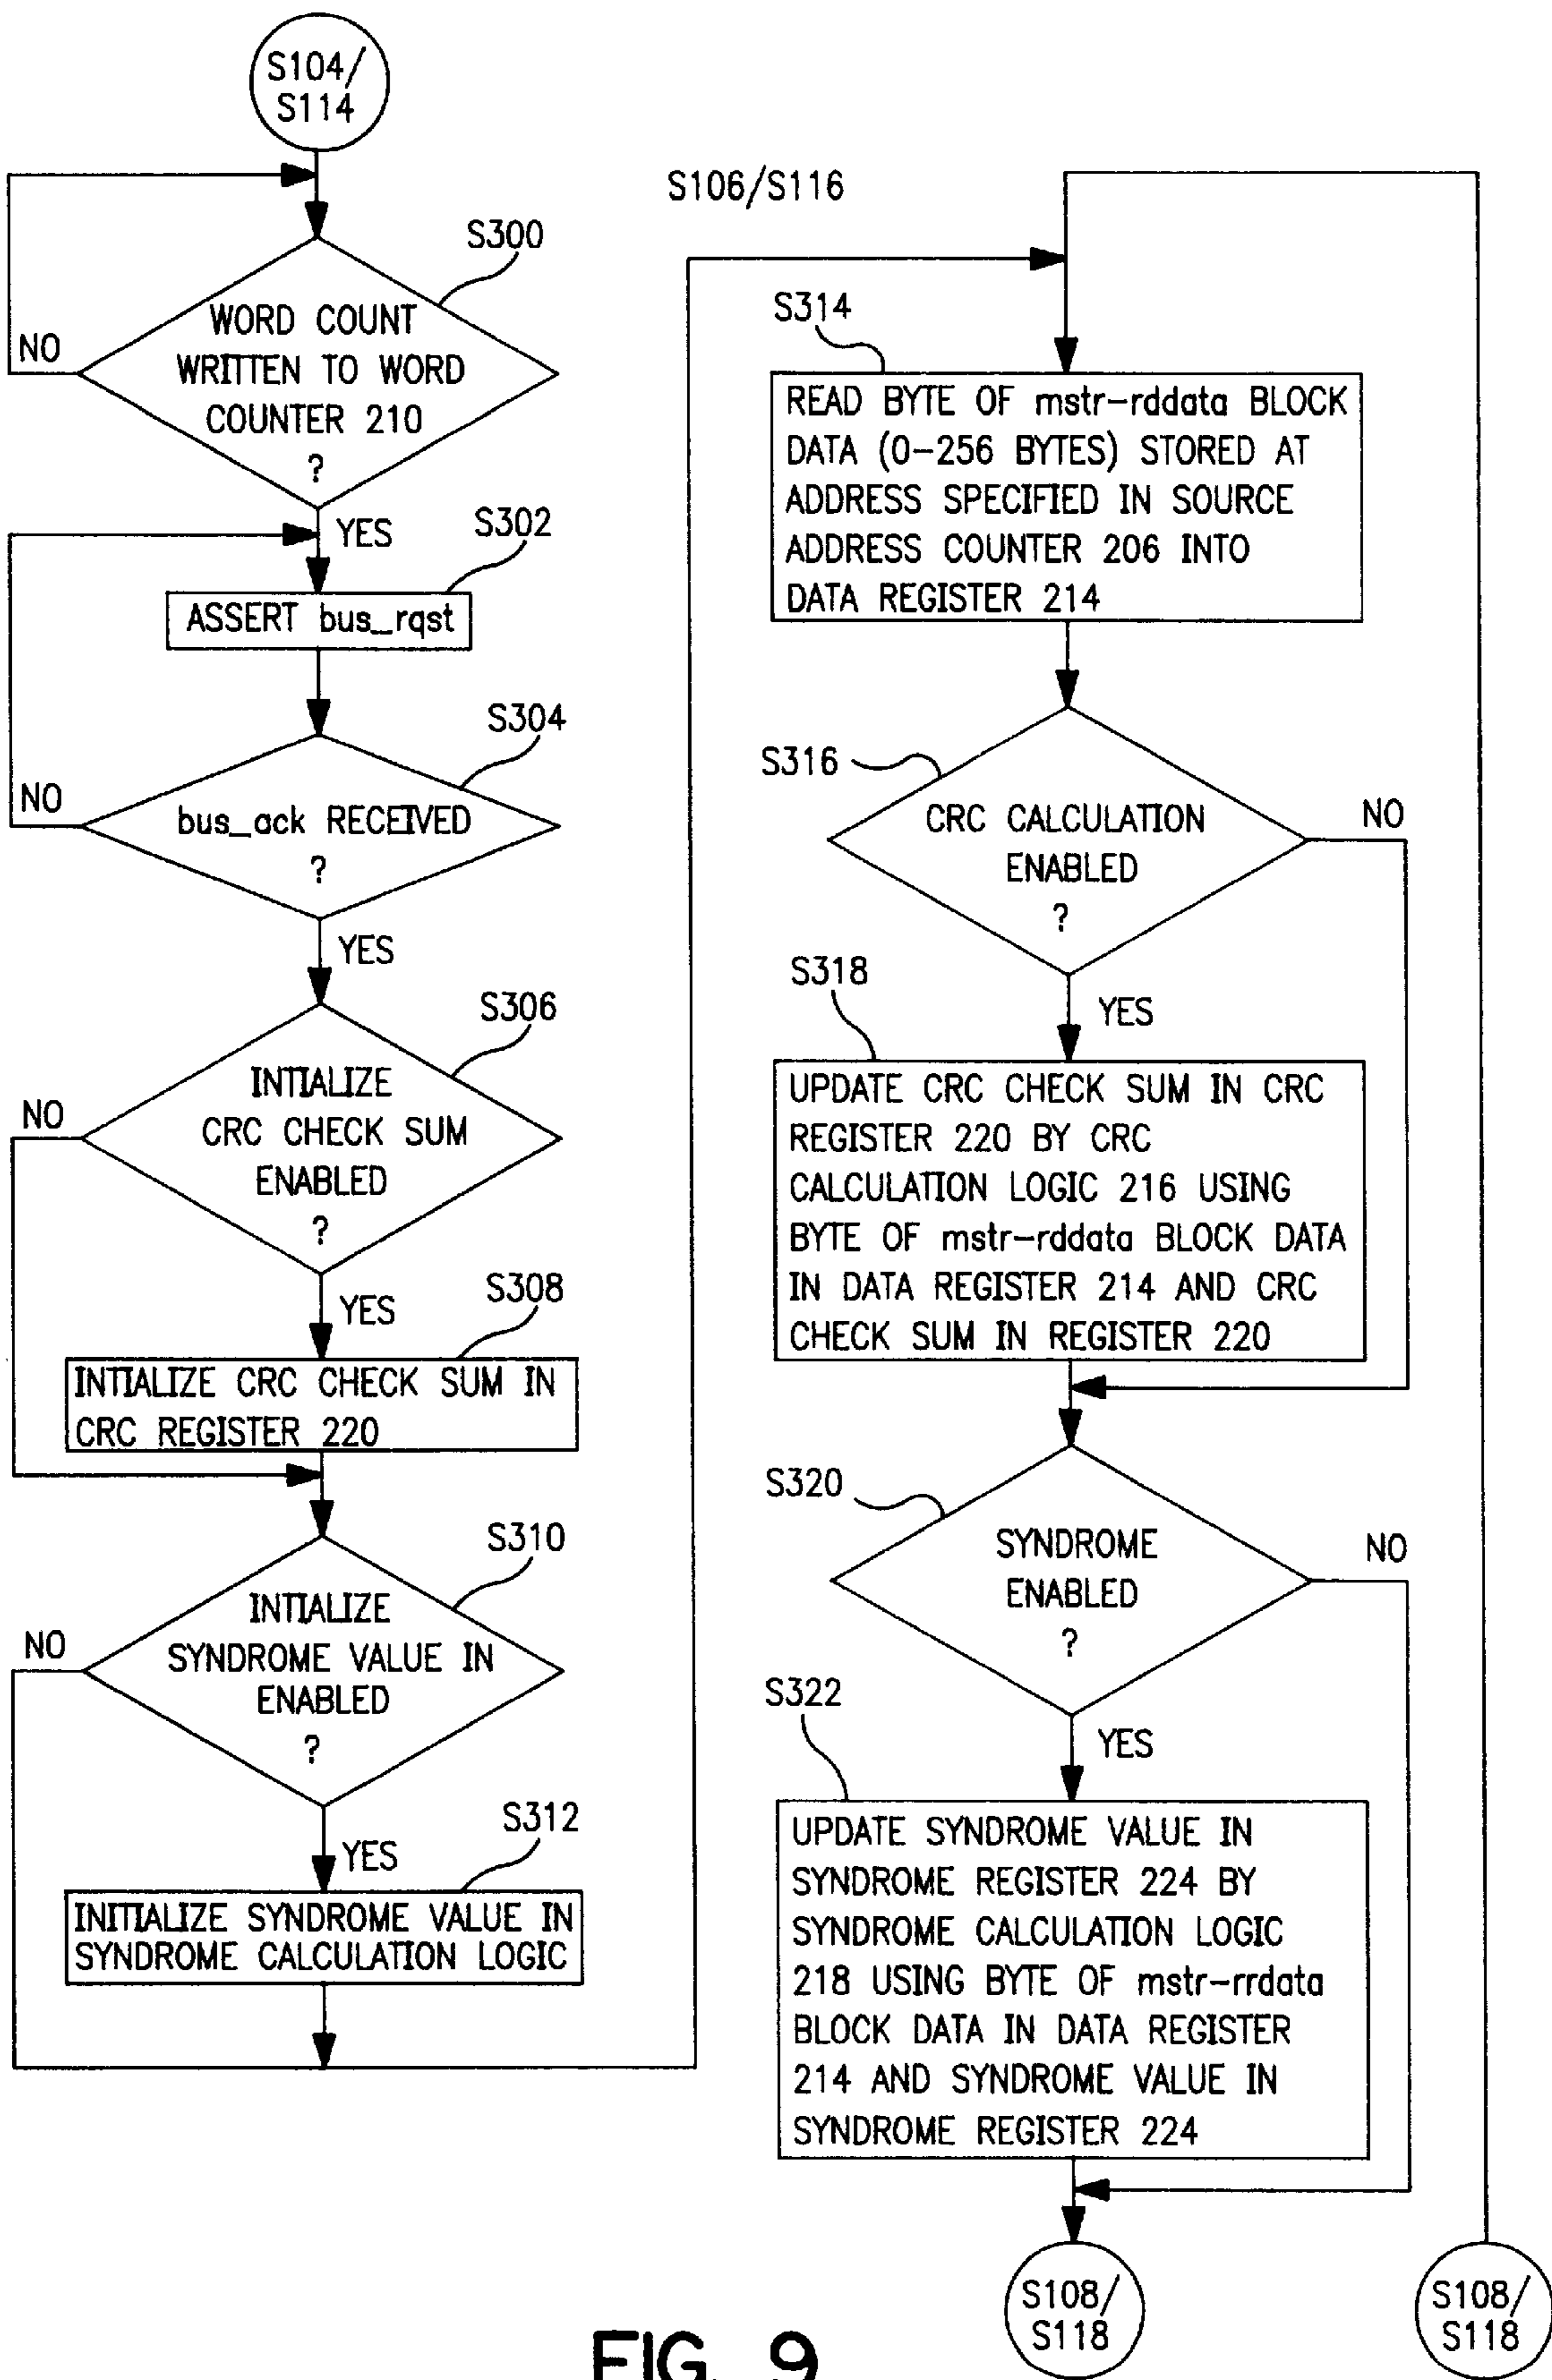 S104/
S114
S300
WORD COUNT
WRITTEN TO WORD
COUNTER 210
?
NO
YES
S302
ASSERT bus_rqst
S304
bus_ack RECEIVED
?
NO
YES
S306
INTIALIZE
CRC CHECK SUM
ENABLED
?
NO
YES
S308
INTIALIZE CRC CHECK SUM IN
CRC REGISTER 220
S310
INTIALIZE
SYNDROME VALUE IN
ENABLED
?
NO
YES
S312
INITIALIZE SYNDROME VALUE IN
SYNDROME CALCULATION LOGIC
S106/S116
S314
READ BYTE OF mstr-rddata BLOCK
DATA (0-256 BYTES) STORED AT
ADDRESS SPECIFIED IN SOURCE
ADDRESS COUNTER 206 INTO
DATA REGISTER 214
S316
CRC CALCULATION
ENABLED
?
NO
YES
S318
UPDATE CRC CHECK SUM IN CRC
REGISTER 220 BY CRC
CALCULATION LOGIC 216 USING
BYTE OF mstr-rddata BLOCK DATA
IN DATA REGISTER 214 AND CRC
CHECK SUM IN REGISTER 220
S320
SYNDROME
ENABLED
?
NO
YES
S322
UPDATE SYNDROME VALUE IN
SYNDROME REGISTER 224 BY
SYNDROME CALCULATION LOGIC
218 USING BYTE OF mstr-rrdata
BLOCK DATA IN DATA REGISTER
214 AND SYNDROME VALUE IN
SYNDROME REGISTER 224
S108/
S118
S108/
S118
FIG. 9